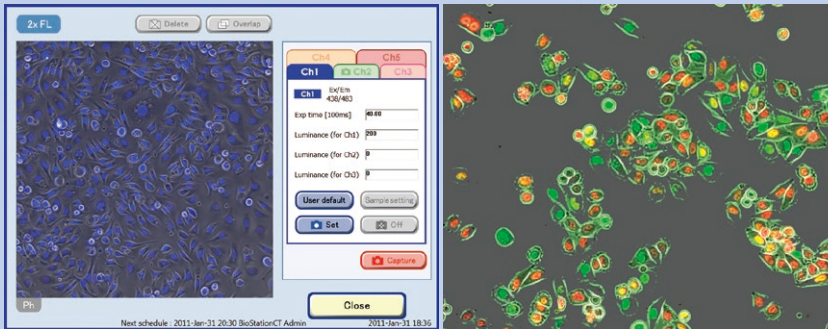 2x FL
Delete
Overlap
Ch4 Ch5
Ch1 Ch2 Ch3
Ch1 Ex/Em
438/483
Exp time [100ms] 40.00
Luminance (for Ch1) 200
Luminance (for Ch2) 0
Luminance (for Ch3) 0
User default Sample setting
Set Off
Capture
Ph
Close
Next schedule : 2011-Jan-31 20:30 BioStationCT Admin 2011-Jan-31 18:36